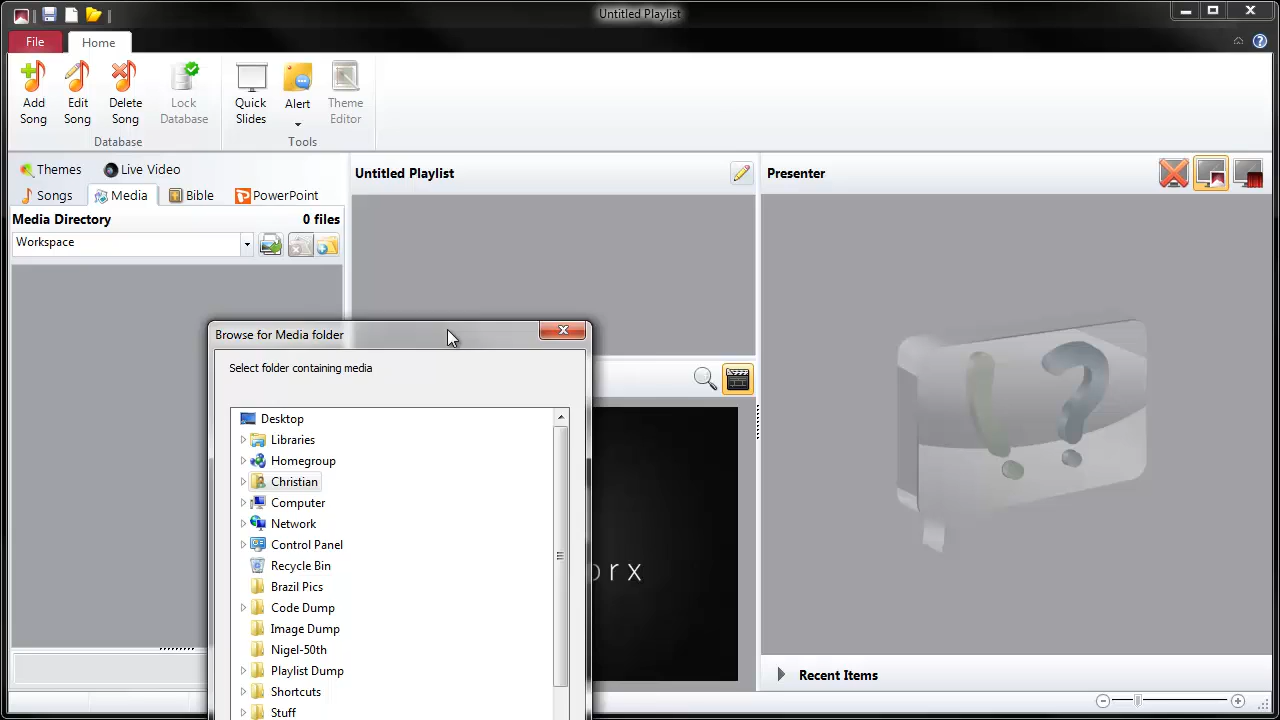 Untitled Playlist
File
Home
Add Song
Edit Song
Delete Song
Lock Database
Quick Slides
Alert
Theme Editor
Database
Tools
Themes
Live Video
Songs
Media
Bible
PowerPoint
Media Directory
0 files
Workspace
Untitled Playlist
Presenter
Browse for Media folder
Select folder containing media
Desktop
Libraries
Homegroup
Christian
Computer
Network
Control Panel
Recycle Bin
Brazil Pics
Code Dump
Image Dump
Nigel-50th
Playlist Dump
Shortcuts
Stuff
rx
! ?
Recent Items